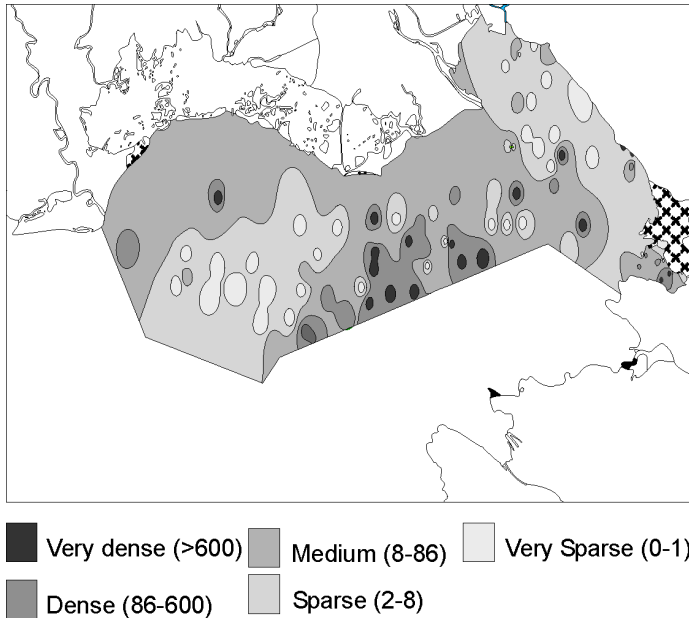 Very dense (>600)
Medium (8-86)
Very Sparse (0-1)
Dense (86-600)
Sparse (2-8)